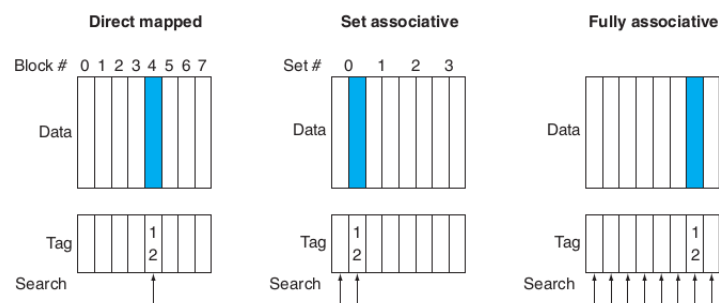 Direct mapped
Set associative
Fully associative
Block # 0 1 2 3 4 5 6 7
Set # 0 1 2 3
Data
Data
Data
Tag
1
2
Tag
1
2
Tag
1
2
Search
Search
Search